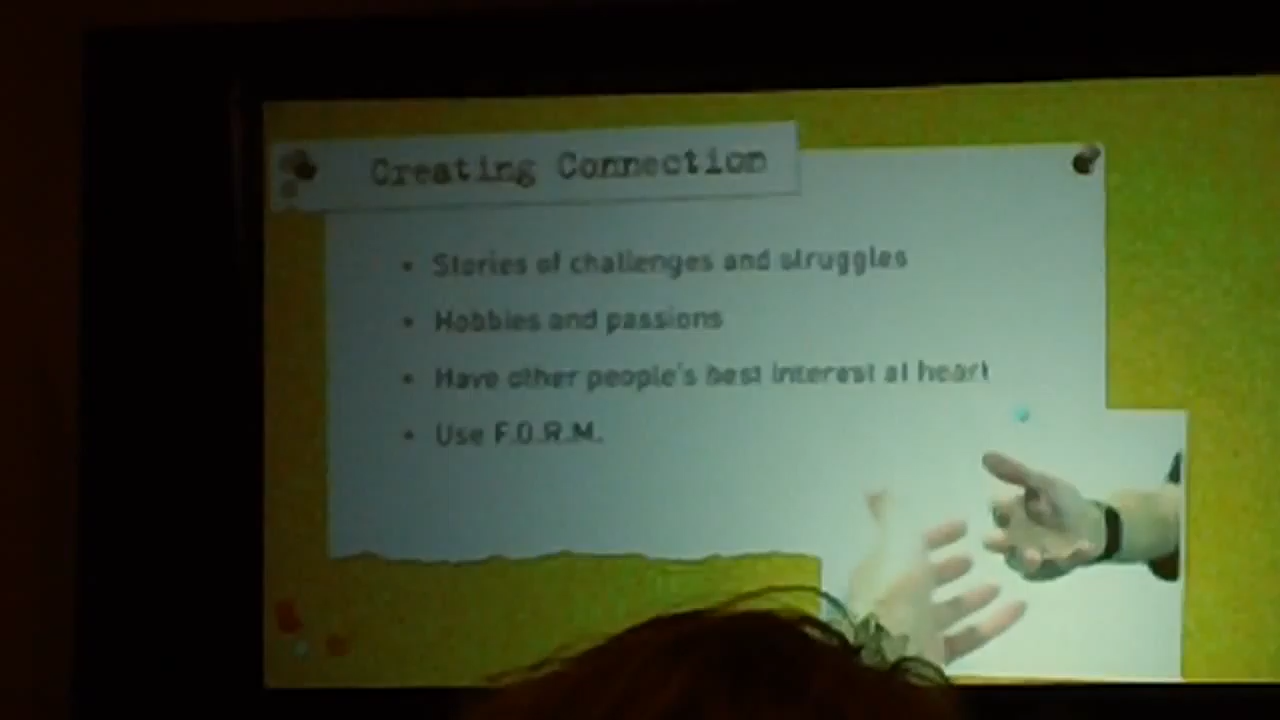 Creating Connection
• Stories of challenges and struggles
• Hobbies and passions
• Have other people's best interest at heart
• Use F.O.R.M.